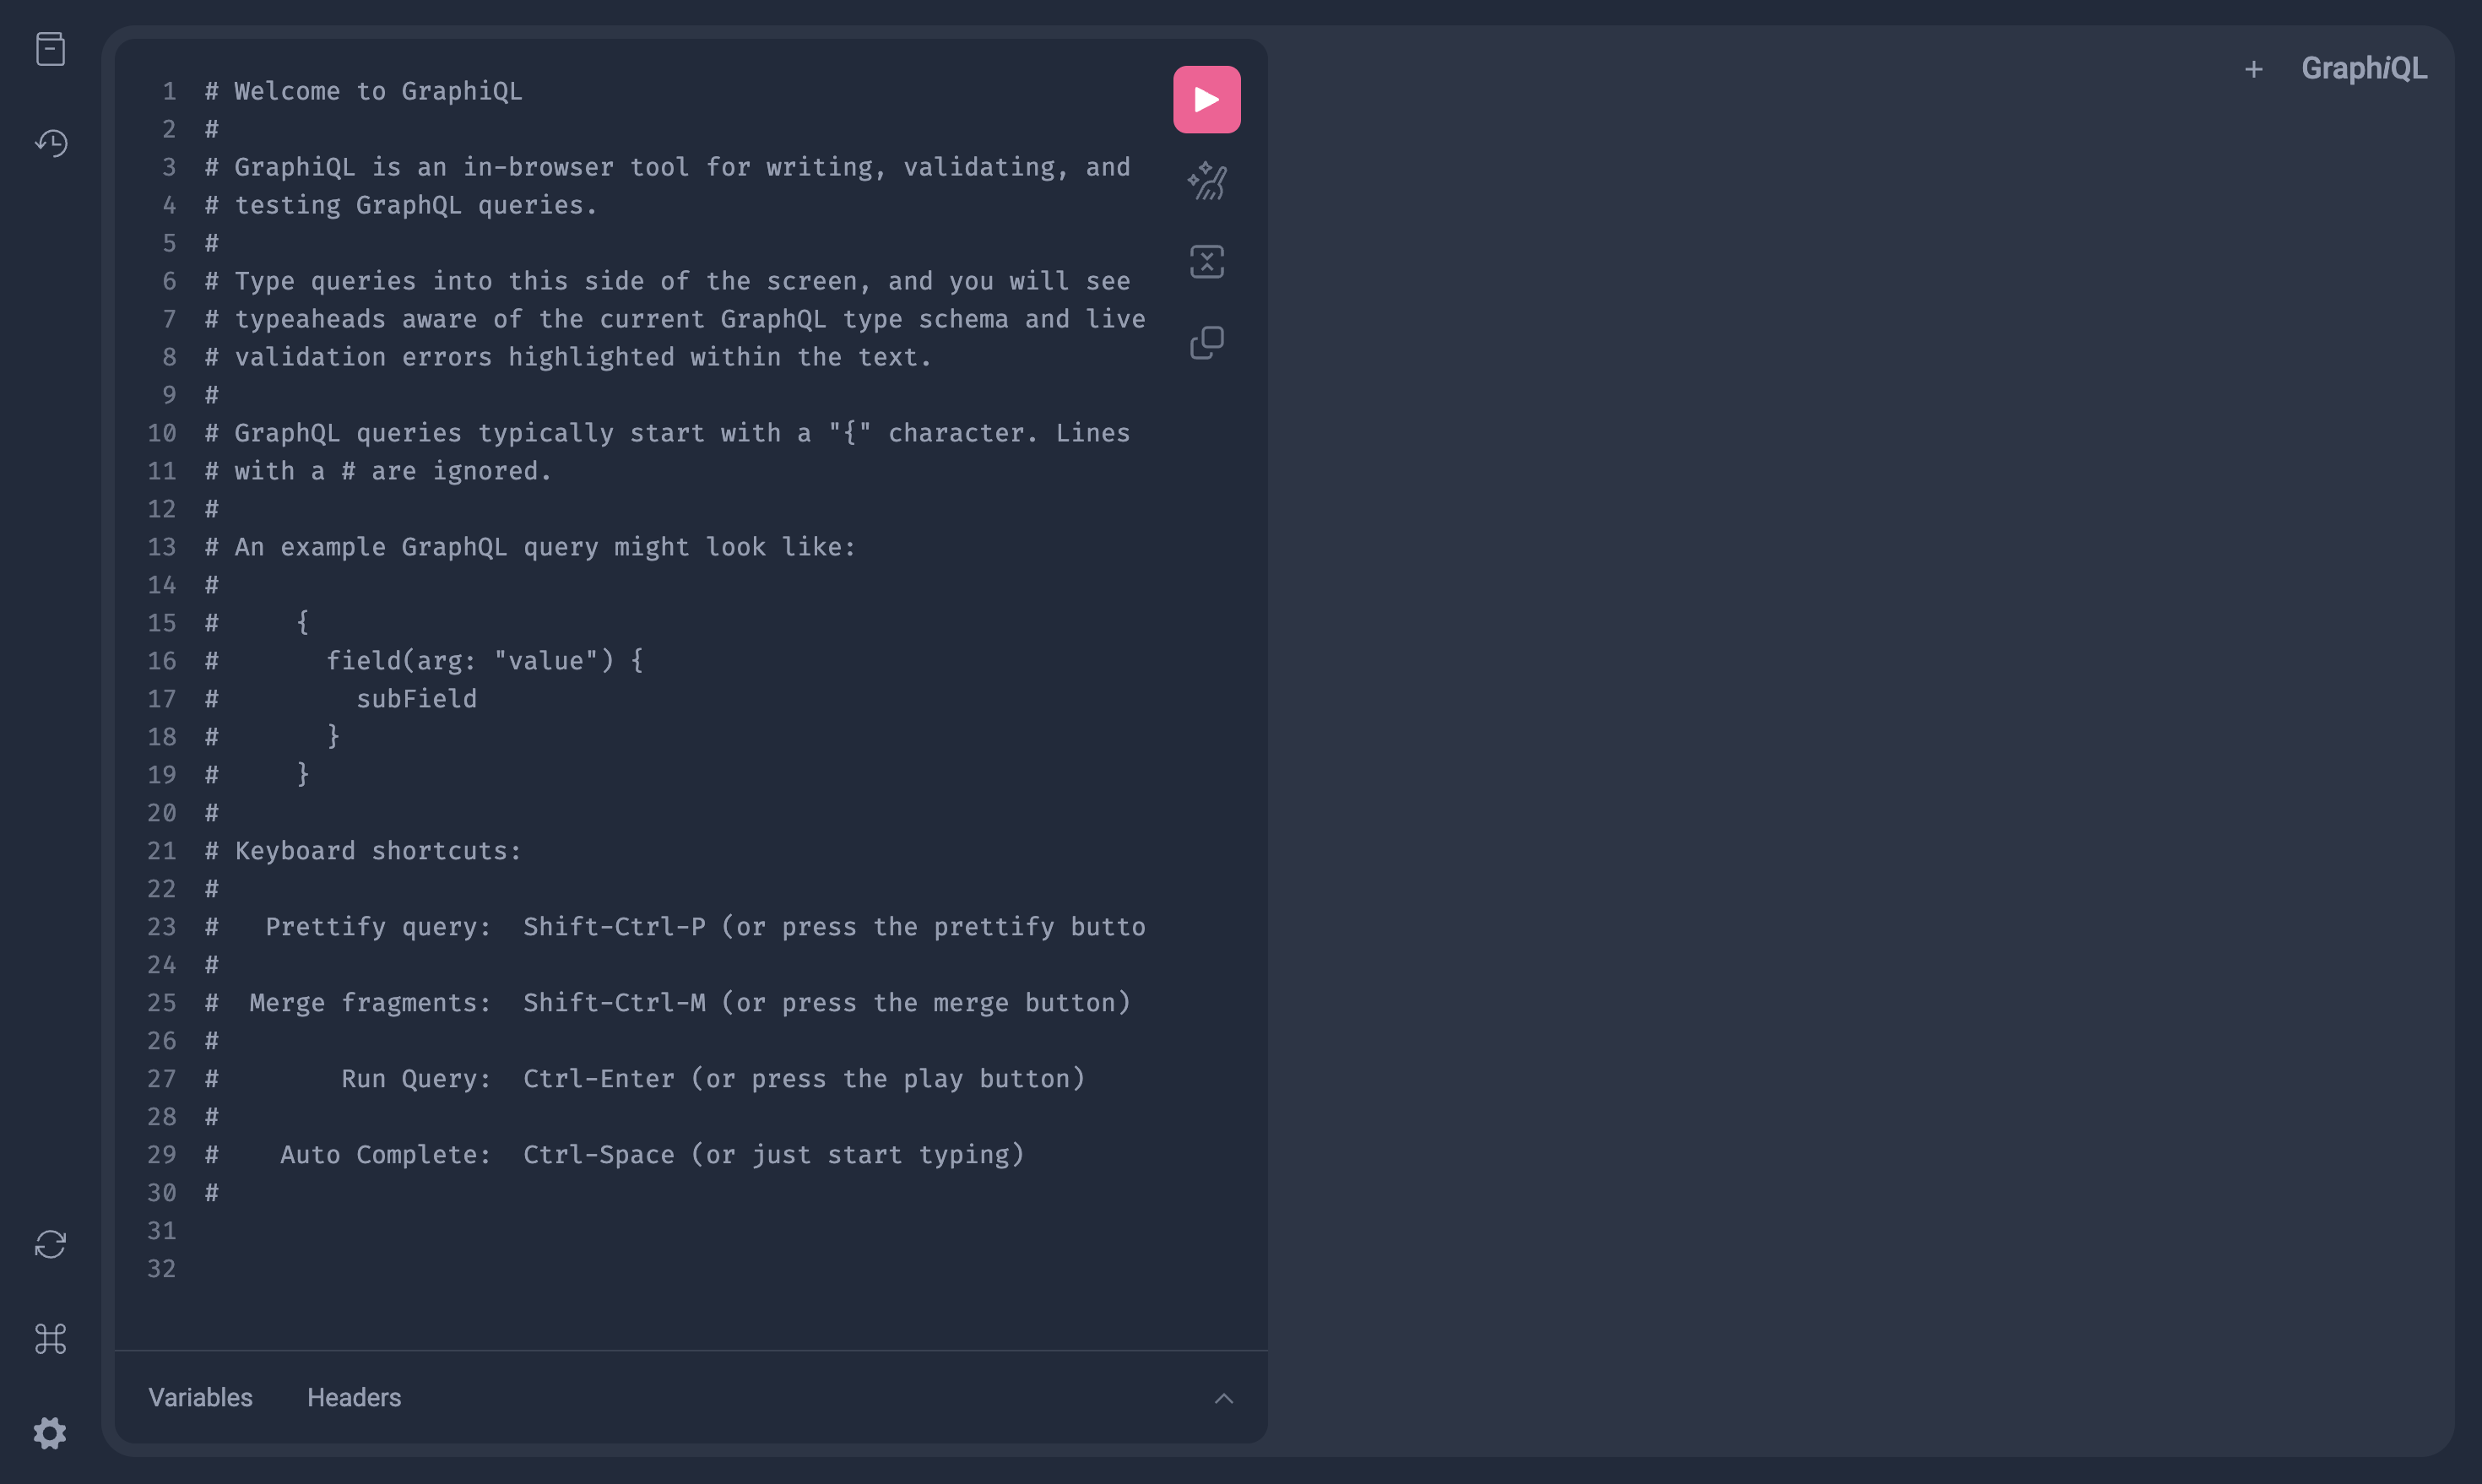 1 # Welcome to GraphiQL
2 #
3 # GraphiQL is an in-browser tool for writing, validating, and
4 # testing GraphQL queries.
5 #
6 # Type queries into this side of the screen, and you will see
7 # typeaheads aware of the current GraphQL type schema and live
8 # validation errors highlighted within the text.
9 #
10 # GraphQL queries typically start with a "{" character. Lines
11 # with a # are ignored.
12 #
13 # An example GraphQL query might look like:
14 #
15 #     {
16 #       field(arg: "value") {
17 #         subField
18 #       }
19 #     }
20 #
21 # Keyboard shortcuts:
22 #
23 #   Prettify query:  Shift-Ctrl-P (or press the prettify butto
24 #
25 #  Merge fragments:  Shift-Ctrl-M (or press the merge button)
26 #
27 #        Run Query:  Ctrl-Enter (or press the play button)
28 #
29 #    Auto Complete:  Ctrl-Space (or just start typing)
30 #
31
32
Variables Headers
+ GraphiQL